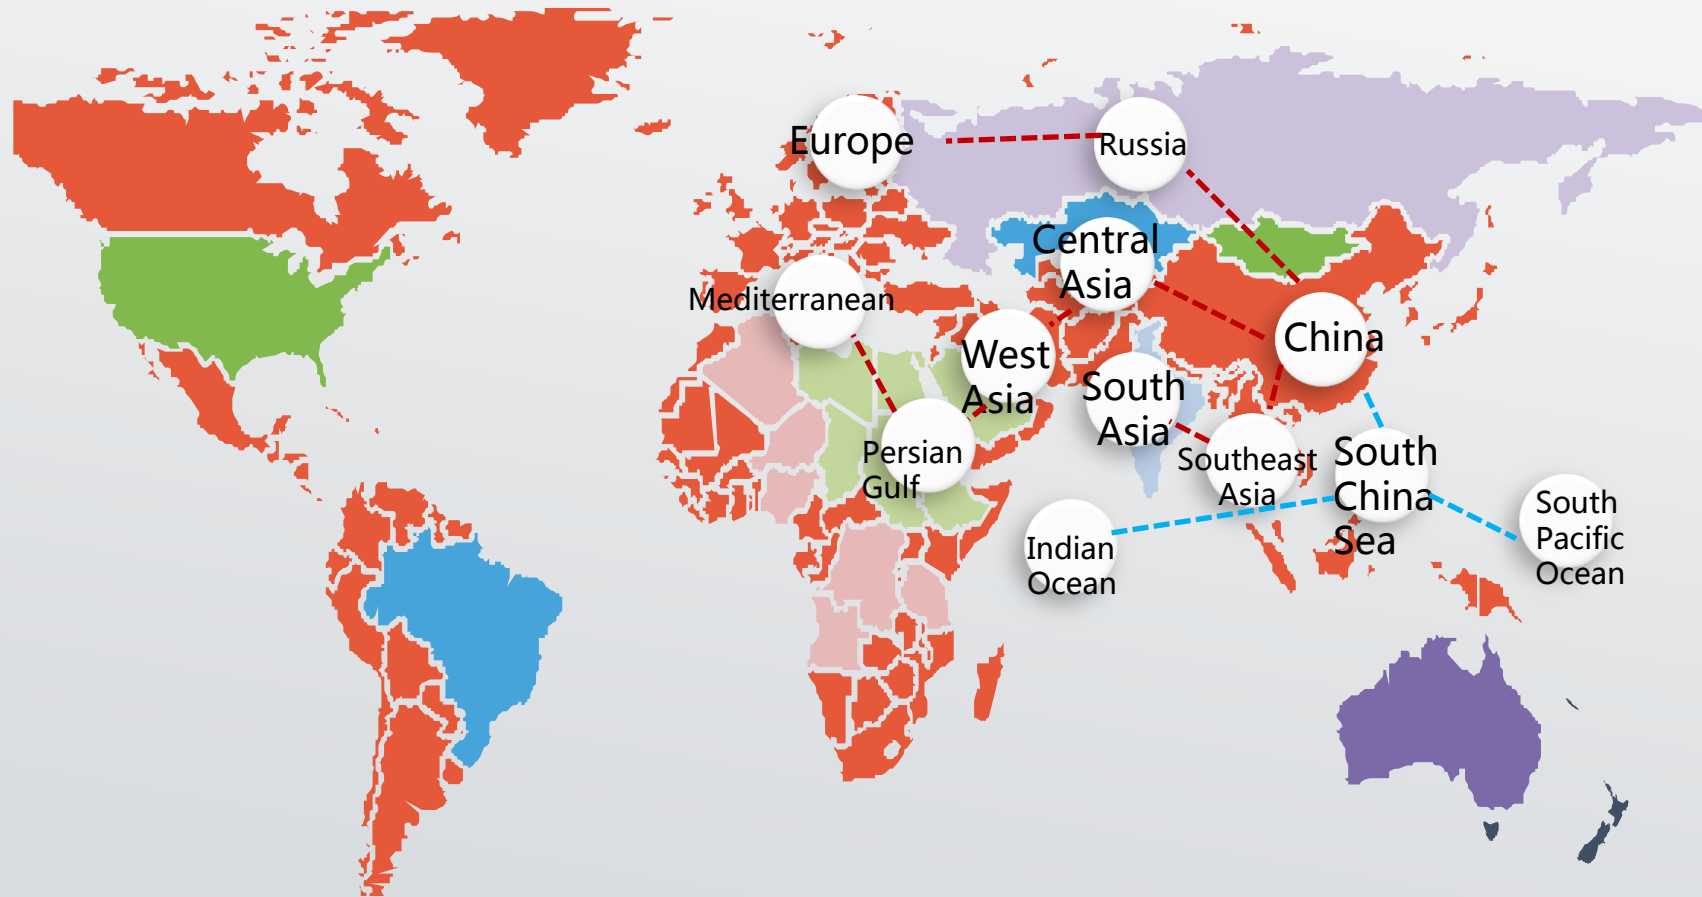 Europe
Russia
Central
Asia
Mediterranean
China
West
Asia
South
Asia
Persian
Gulf
Southeast
Asia
South
China
Sea
South
Pacific
Ocean
Indian
Ocean